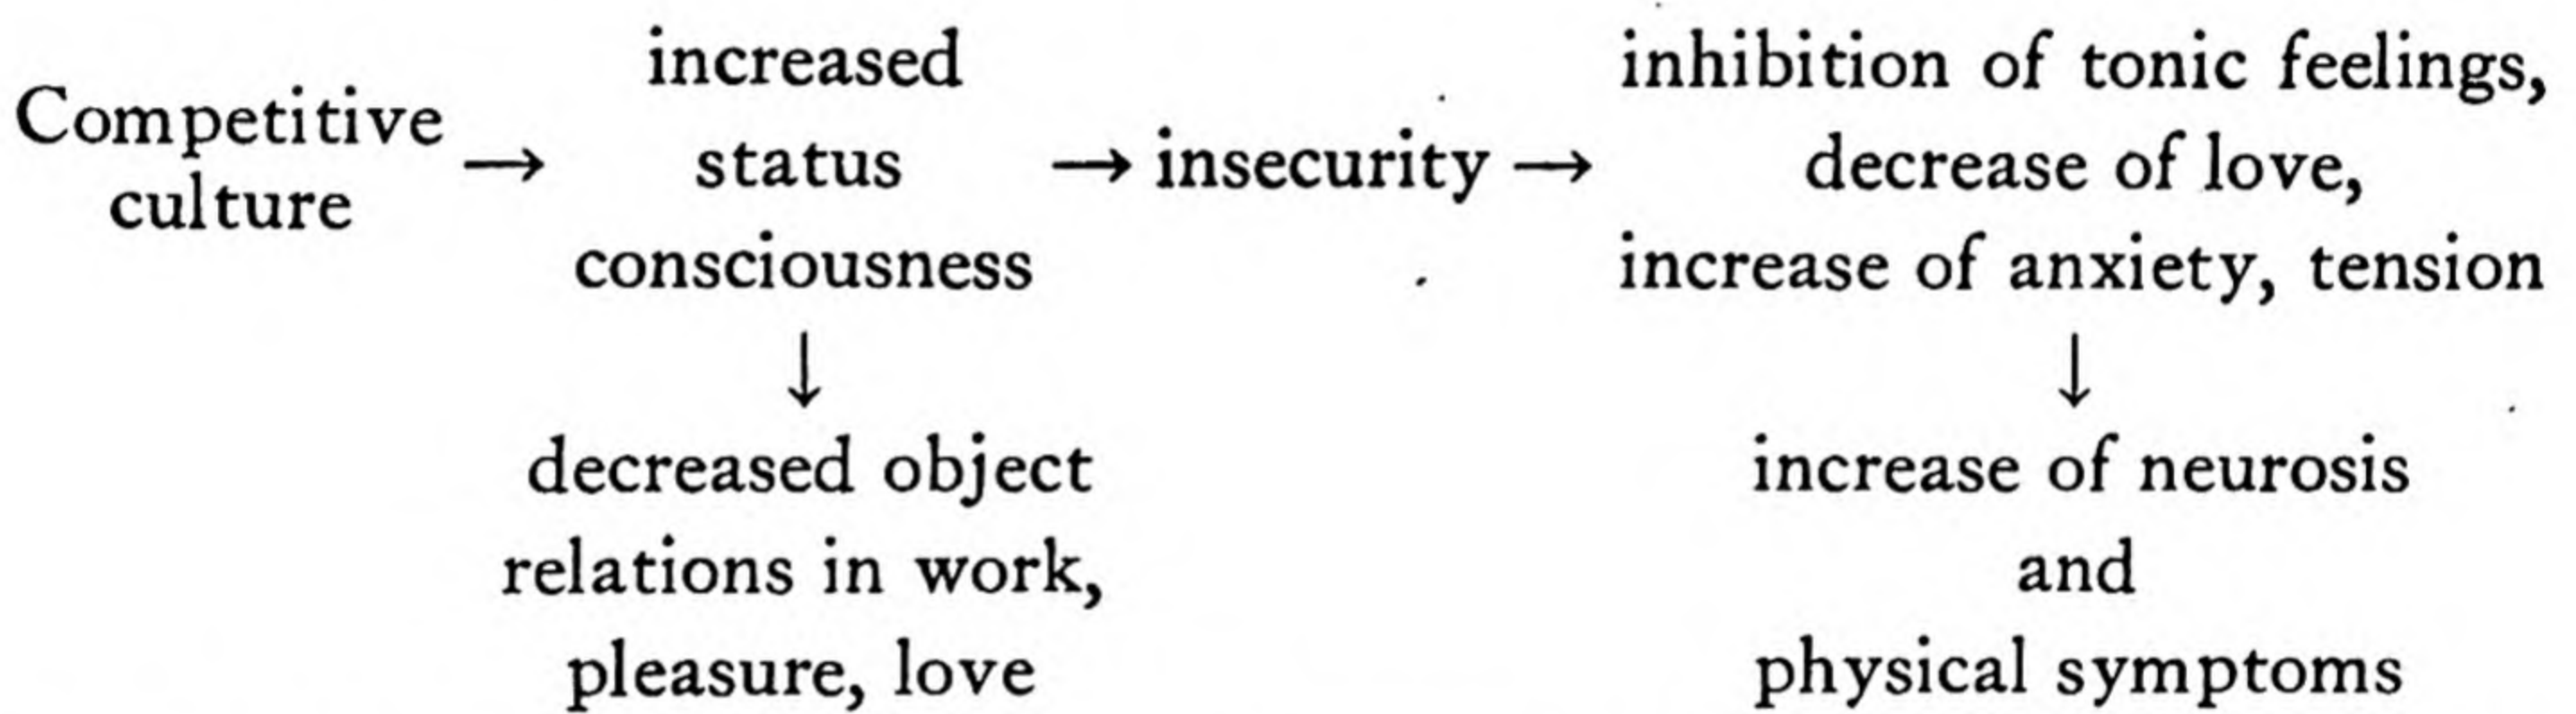 Competitive
culture
→
increased
status
consciousness
→ insecurity →
inhibition of tonic feelings,
decrease of love,
increase of anxiety, tension
↓
decreased object
relations in work,
pleasure, love
↓
increase of neurosis
and
physical symptoms